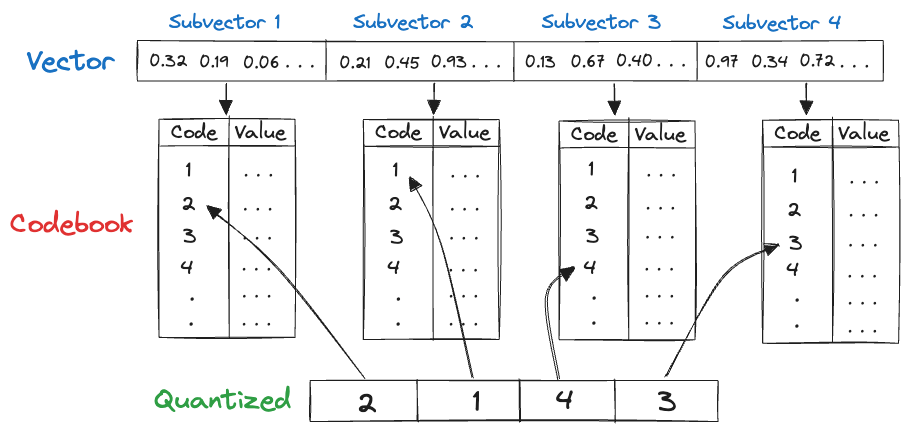 Subvector 1 Subvector 2 Subvector 3 Subvector 4
Vector 0.32 0.19 0.06... 0.21 0.45 0.93... 0.13 0.67 0.40... 0.97 0.34 0.72...
Code Value Code Value Code Value Code Value
1 ... 1 ... 1 ... 1 ...
2 ... 2 ... 2 ... 2 ...
Codebook
3 ... 3 ... 3 ... 3 ...
4 ... 4 ... 4 ... 4 ...
. ... . ... . ... . ...
. ... . ... . ... . ...
Quantized 2 1 4 3